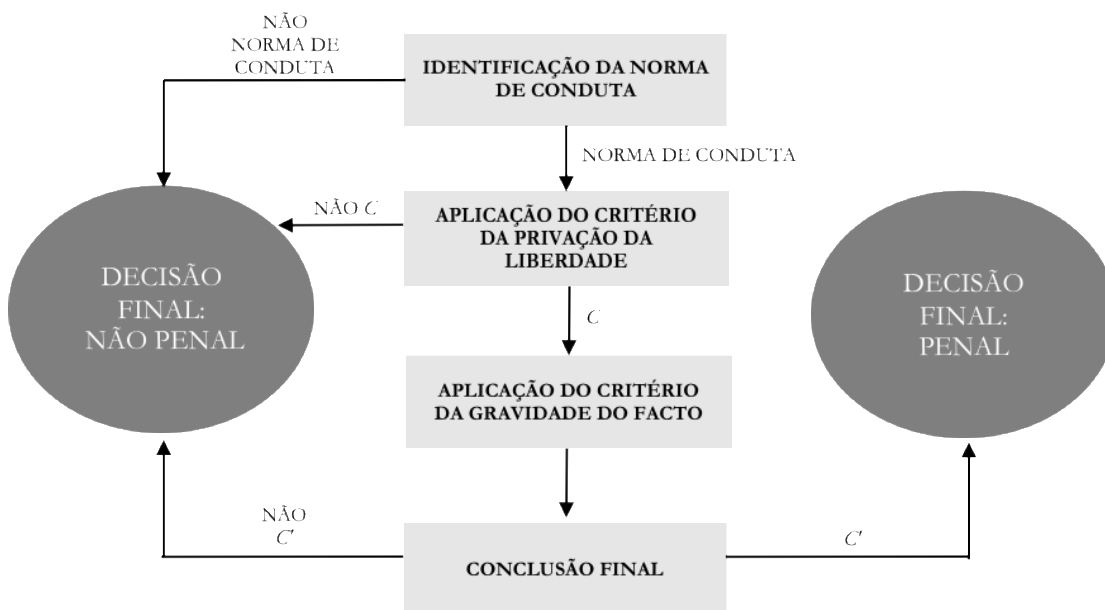 NÃO
NORMA DE
CONDUTA
IDENTIFICAÇÃO DA NORMA
DE CONDUTA
NORMA DE CONDUTA
NÃO C
APLICAÇÃO DO CRITÉRIO
DA PRIVAÇÃO DA
LIBERDADE
DECISÃO
FINAL:
NÃO PENAL
DECISÃO
FINAL:
PENAL
C
APLICAÇÃO DO CRITÉRIO
DA GRAVIDADE DO FACTO
NÃO
C'
C'
CONCLUSÃO FINAL